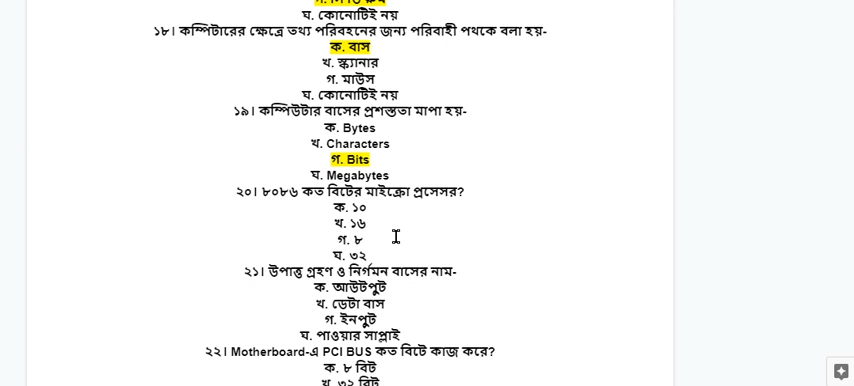 ঘ. কোনোটিই নয়
১৮। কম্পিটারের ক্ষেত্রে তথ্য পরিবহনের জন্য পরিবাহী পথকে বলা হয়-
ক. বাস
খ. স্ক্যানার
গ. মাউস
ঘ. কোনোটিই নয়
১৯। কম্পিউটার বাসের প্রশস্ততা মাপা হয়-
ক. Bytes
খ. Characters
গ. Bits
ঘ. Megabytes
২০। ৮০৮৬ কত বিটের মাইক্রো প্রসেসর?
ক. ১০
খ. ১৬
গ. ৮
ঘ. ৩২
২১। উপাত্ত গ্রহণ ও নির্গমন বাসের নাম-
ক. আউটপুট
খ. ডেটা বাস
গ. ইনপুট
ঘ. পাওয়ার সাপ্লাই
২২। Motherboard-এ PCI BUS কত বিটে কাজ করে?
ক. ৮ বিট
খ. ৩২ বিট